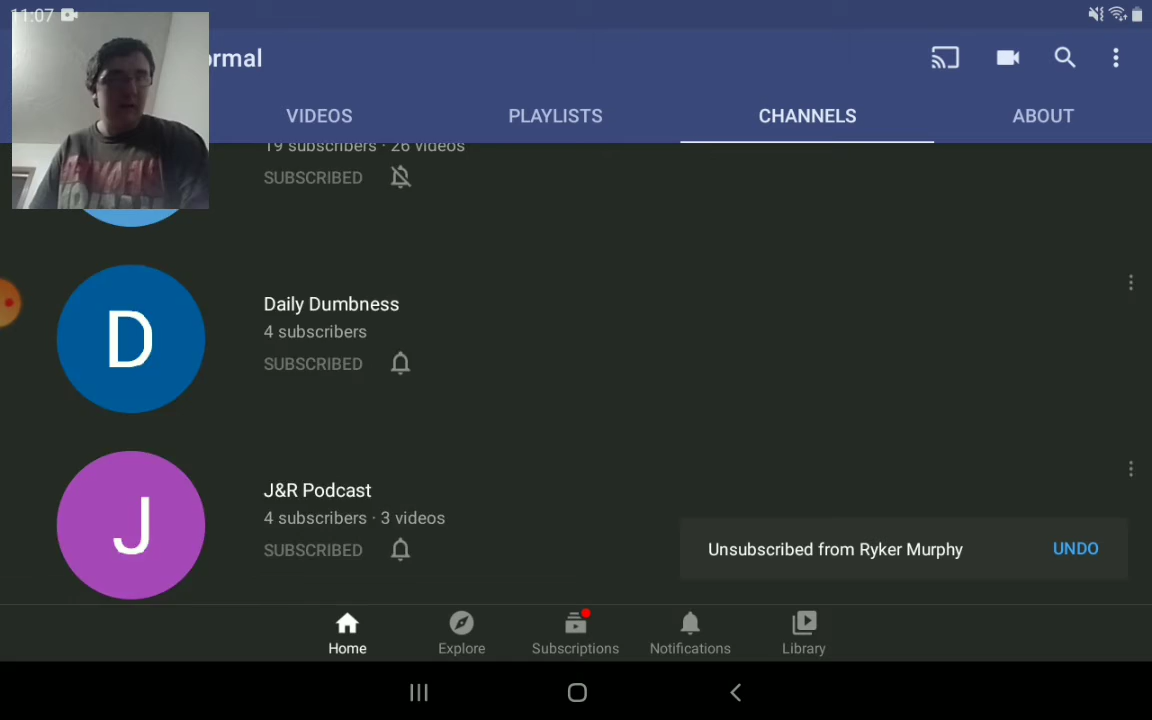 11:07
ormal
VIDEOS
PLAYLISTS
CHANNELS
ABOUT
19 subscribers · 26 videos
SUBSCRIBED
D
Daily Dumbness
4 subscribers
SUBSCRIBED
J
J&R Podcast
4 subscribers · 3 videos
SUBSCRIBED
Unsubscribed from Ryker Murphy
UNDO
Home
Explore
Subscriptions
Notifications
Library